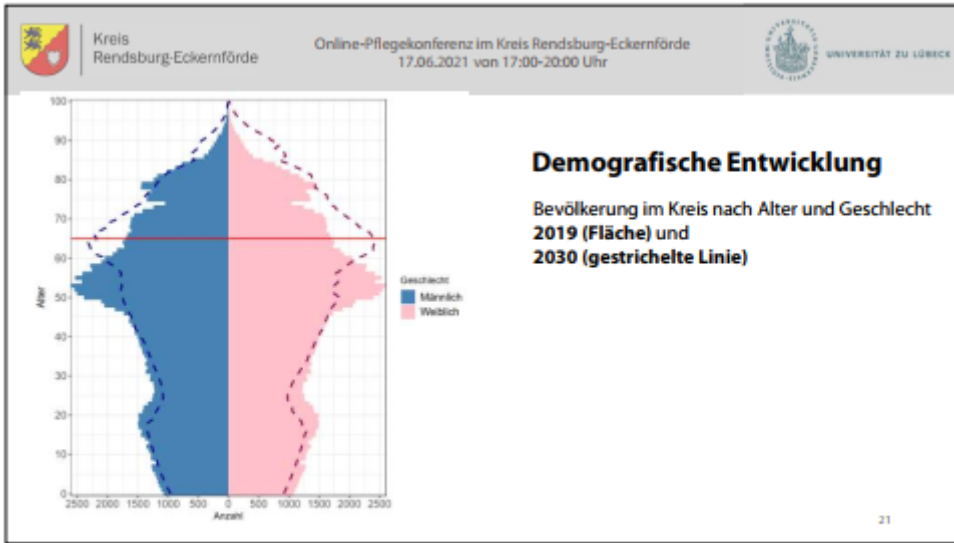 Kreis
Rendsburg-Eckernförde
Online-Pflegekonferenz im Kreis Rendsburg-Eckernförde
17.06.2021 von 17:00-20:00 Uhr
UNIVERSITÄT ZU LÜBECK
Demografische Entwicklung
Bevölkerung im Kreis nach Alter und Geschlecht
2019 (Fläche) und
2030 (gestrichelte Linie)
100
90
80
70
60
50
40
30
20
10
0
Alter
2500 2000 1500 1000 500 0 500 1000 1500 2000 2500
Anzahl
Geschlecht
Männlich
Weiblich
21